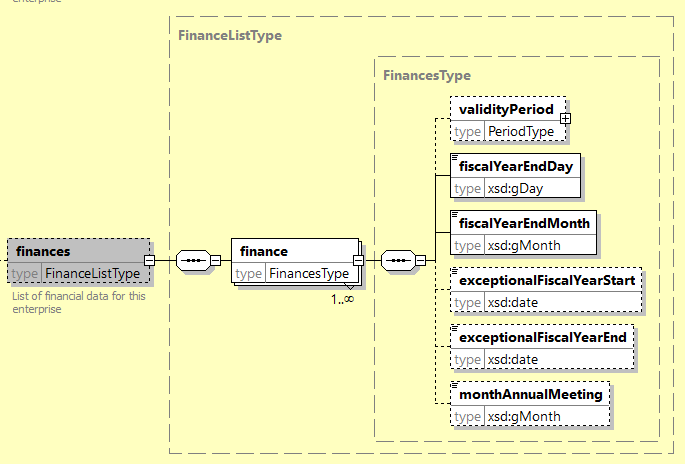 enterprise
FinanceListType
FinancesType
validityPeriod
type PeriodType
fiscalYearEndDay
type xsd:gDay
fiscalYearEndMonth
type xsd:gMonth
finances
type FinanceListType
List of financial data for this
enterprise
finance
type FinancesType
1..∞
exceptionalFiscalYearStart
type xsd:date
exceptionalFiscalYearEnd
type xsd:date
monthAnnualMeeting
type xsd:gMonth